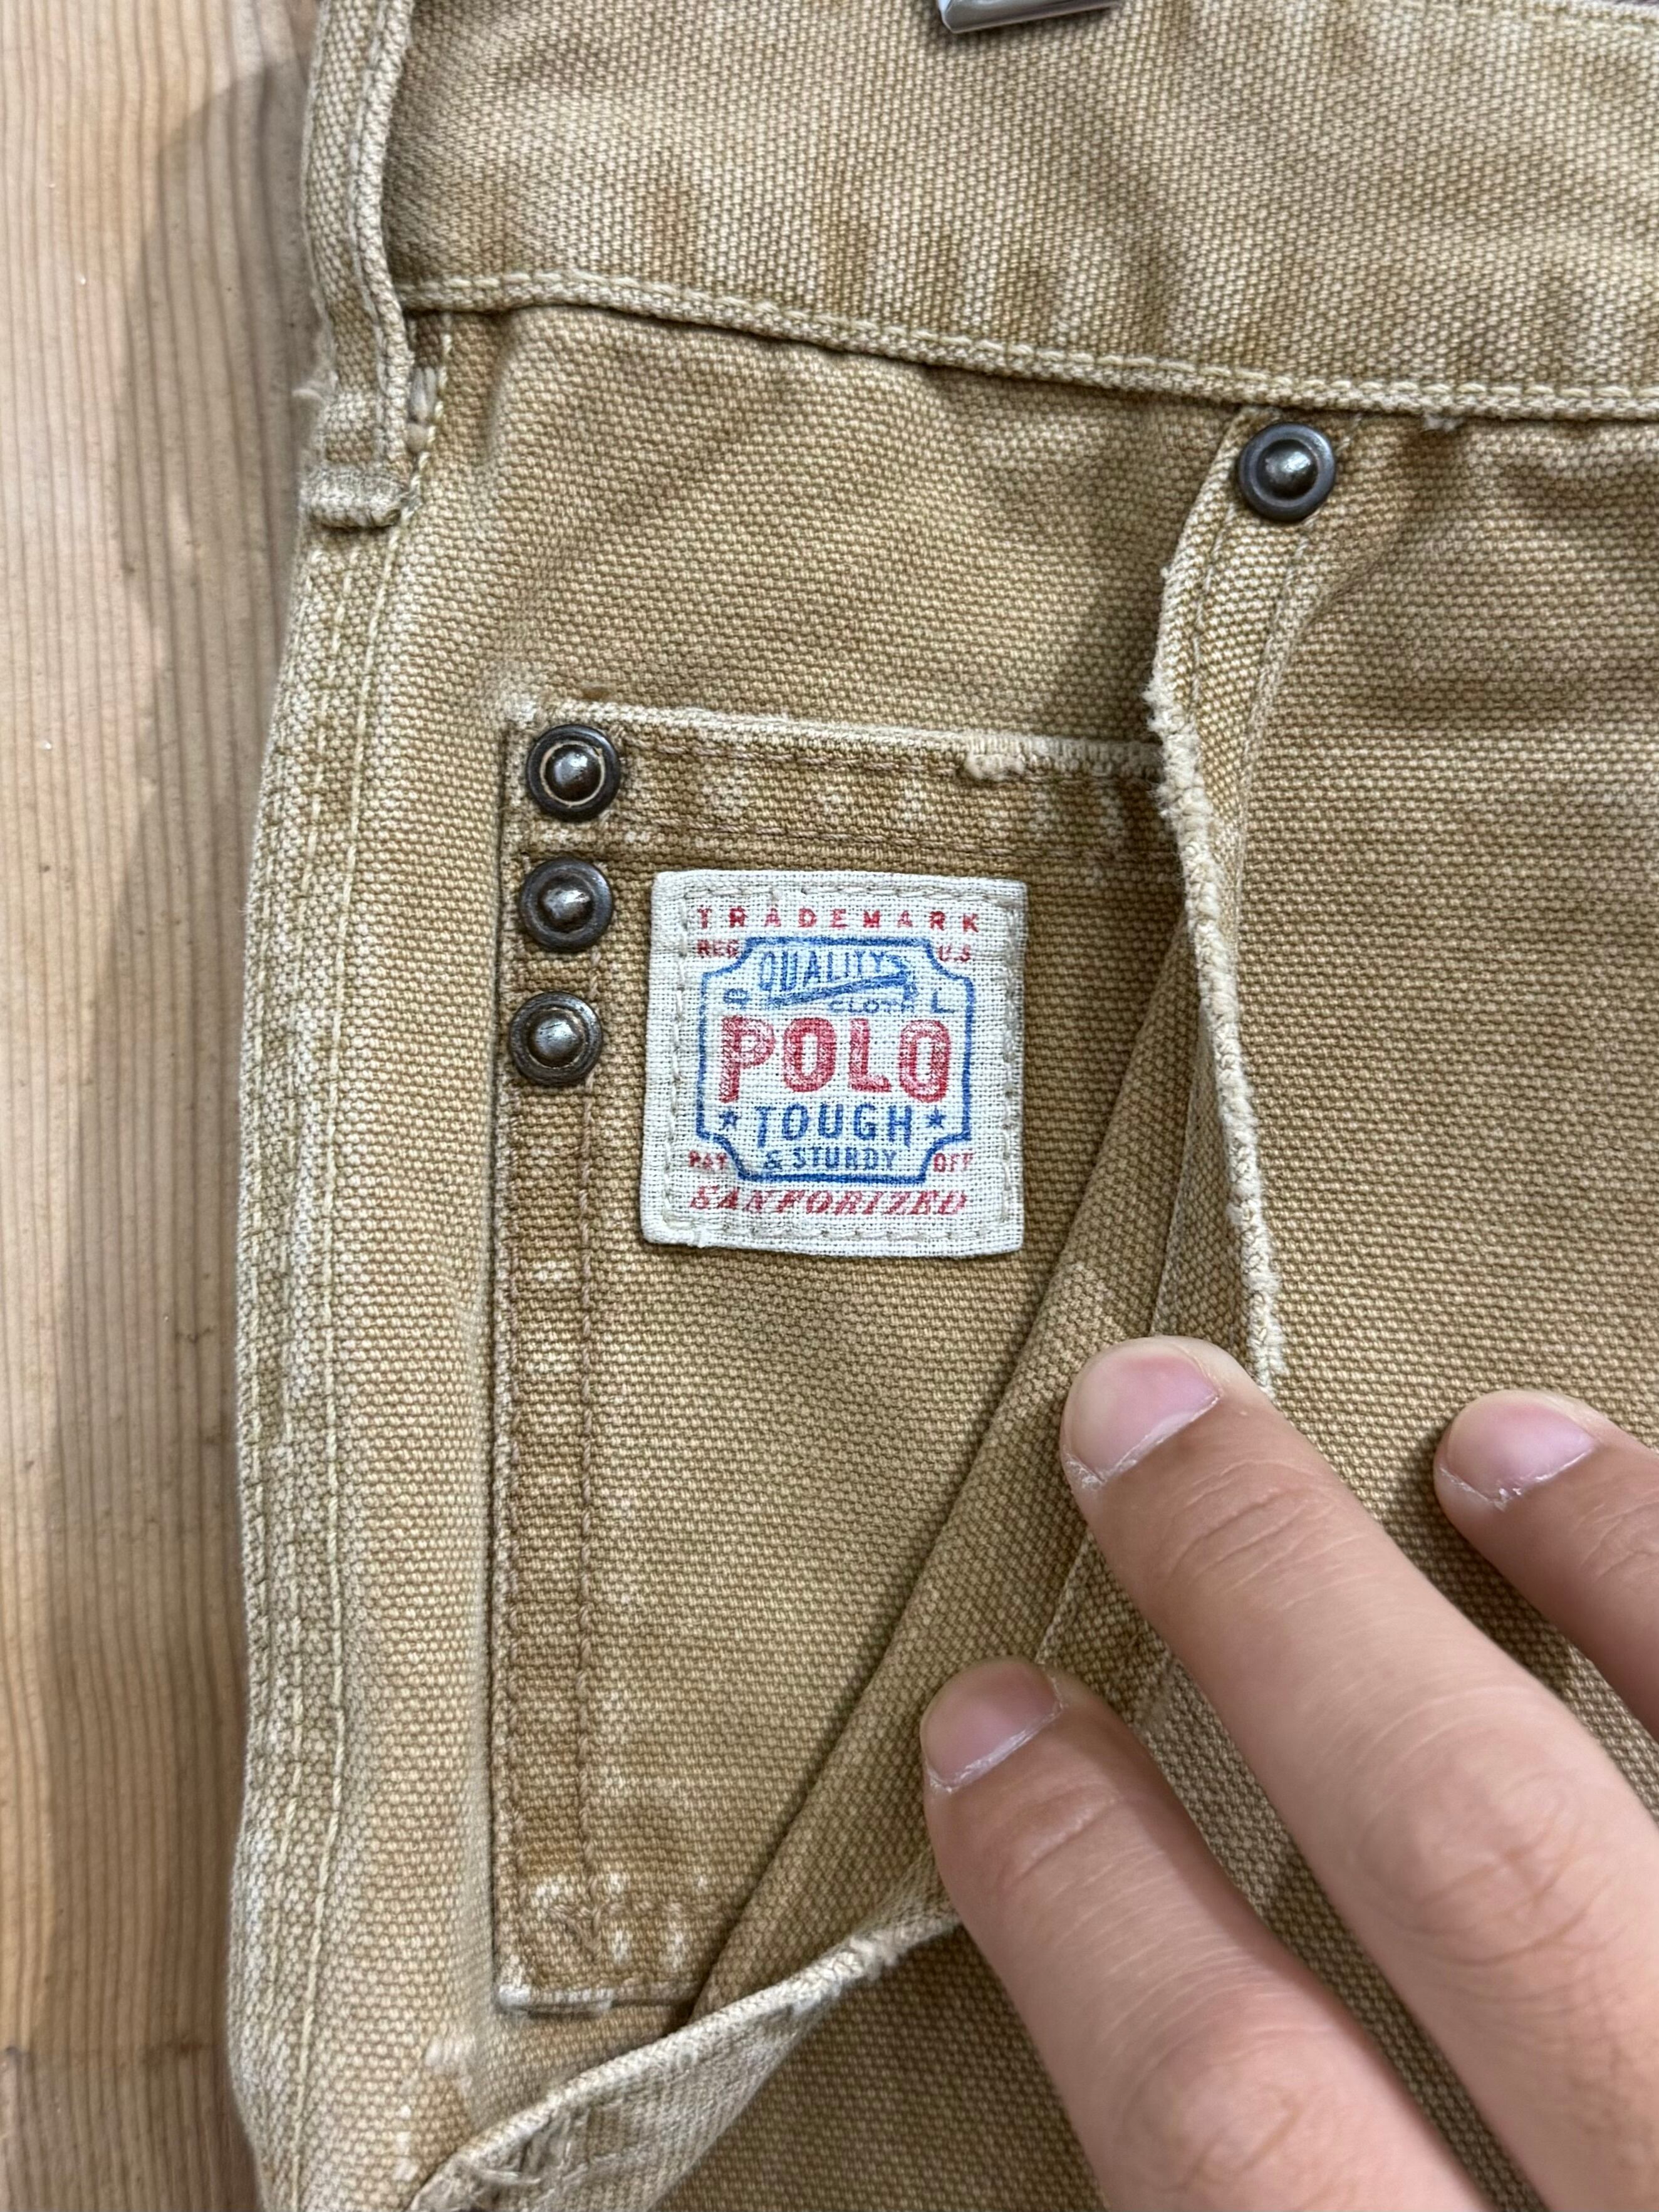 TRADEMARK
REG U.S
QUALITY
CLOTH
POLO
★ TOUGH ★
& STURDY
PAT OFF
SANFORIZED